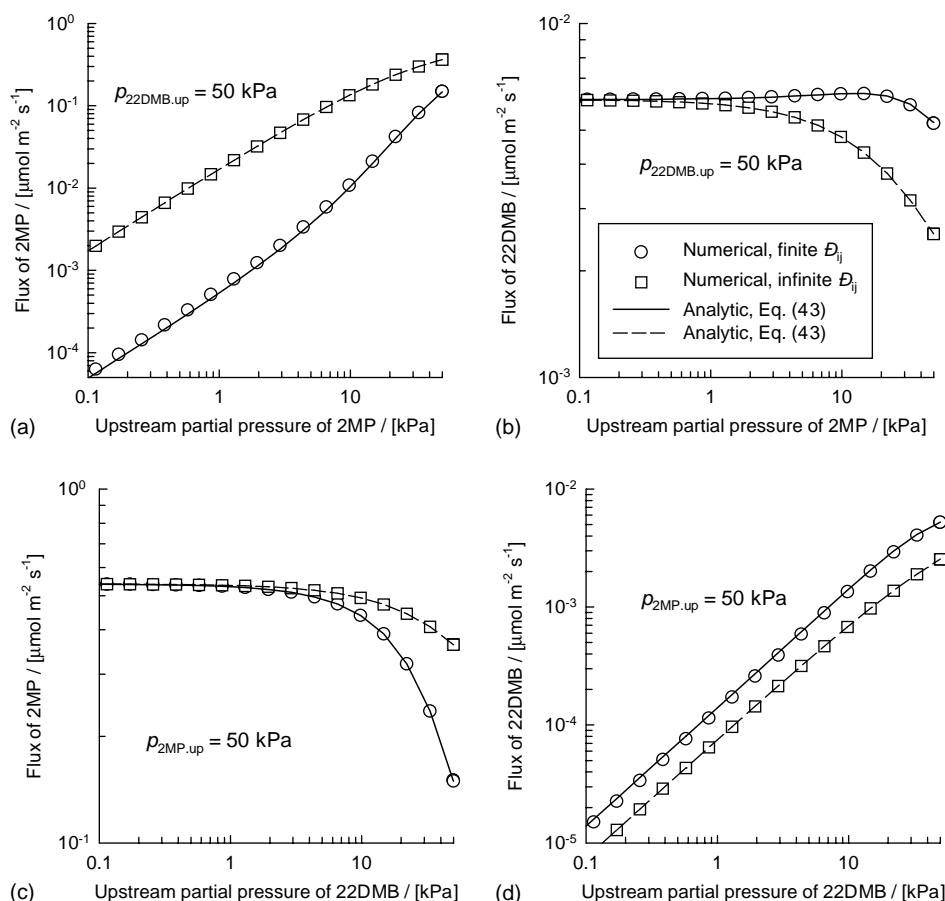 10⁰
10⁻¹
10⁻²
10⁻³
10⁻⁴
Flux of 2MP / [µmol m⁻² s⁻¹]
p22DMB.up = 50 kPa
0.1 1 10
(a) Upstream partial pressure of 2MP / [kPa]
10⁻²
10⁻³
Flux of 22DMB / [µmol m⁻² s⁻¹]
p22DMB.up = 50 kPa
Numerical, finite Đij
Numerical, infinite Đij
Analytic, Eq. (43)
Analytic, Eq. (43)
0.1 1 10
(b) Upstream partial pressure of 2MP / [kPa]
10⁰
10⁻¹
Flux of 2MP / [µmol m⁻² s⁻¹]
p2MP.up = 50 kPa
0.1 1 10
(c) Upstream partial pressure of 22DMB / [kPa]
10⁻²
10⁻³
10⁻⁴
10⁻⁵
Flux of 22DMB / [µmol m⁻² s⁻¹]
p2MP.up = 50 kPa
0.1 1 10
(d) Upstream partial pressure of 22DMB / [kPa]